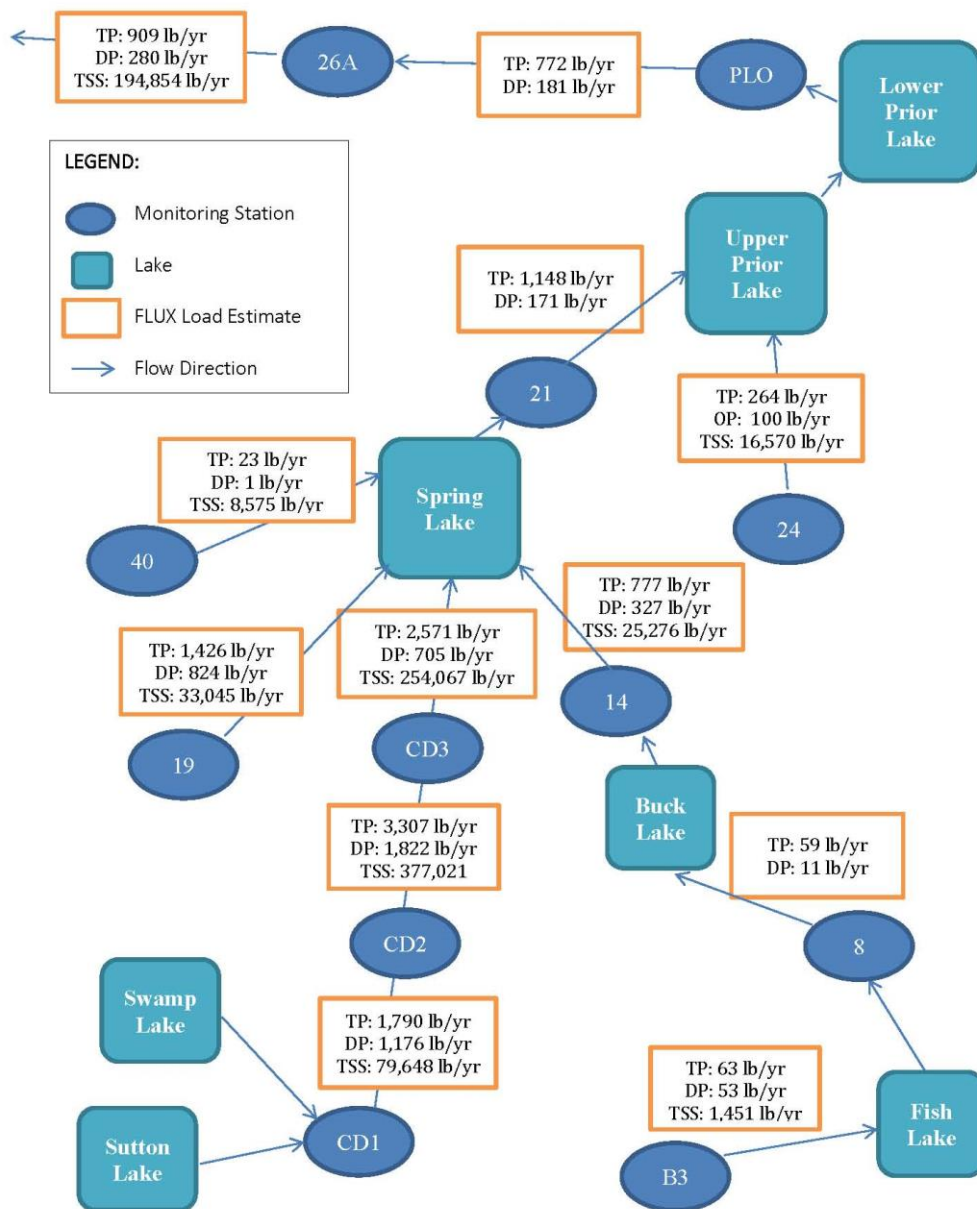 TP: 909 lb/yr
DP: 280 lb/yr
TSS: 194,854 lb/yr
26A
TP: 772 lb/yr
DP: 181 lb/yr
PLO
Lower
Prior
Lake
LEGEND:
Monitoring Station
Lake
FLUX Load Estimate
Flow Direction
Upper
Prior
Lake
TP: 1,148 lb/yr
DP: 171 lb/yr
21
TP: 264 lb/yr
OP: 100 lb/yr
TSS: 16,570 lb/yr
24
TP: 23 lb/yr
DP: 1 lb/yr
TSS: 8,575 lb/yr
40
Spring
Lake
TP: 1,426 lb/yr
DP: 824 lb/yr
TSS: 33,045 lb/yr
19
TP: 2,571 lb/yr
DP: 705 lb/yr
TSS: 254,067 lb/yr
CD3
TP: 777 lb/yr
DP: 327 lb/yr
TSS: 25,276 lb/yr
14
Buck
Lake
TP: 3,307 lb/yr
DP: 1,822 lb/yr
TSS: 377,021
CD2
TP: 59 lb/yr
DP: 11 lb/yr
8
Swamp
Lake
Sutton
Lake
TP: 1,790 lb/yr
DP: 1,176 lb/yr
TSS: 79,648 lb/yr
CD1
TP: 63 lb/yr
DP: 53 lb/yr
TSS: 1,451 lb/yr
B3
Fish
Lake